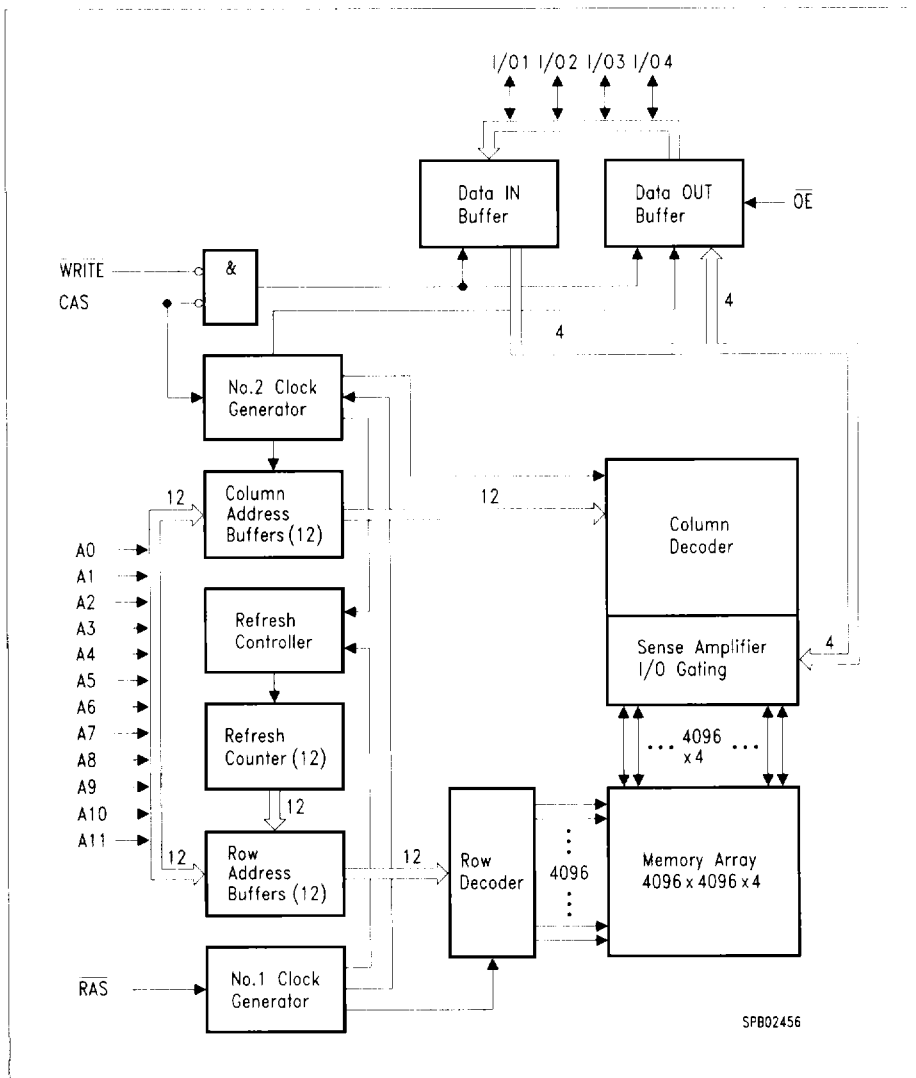 I/O1 I/O2 I/O3 I/O4
Data IN
Buffer
Data OUT
Buffer
OE
WRITE
&
CAS
4
4
No.2 Clock
Generator
12
Column
Address
Buffers (12)
12
Column
Decoder
A0
A1
A2
A3
A4
A5
A6
A7
A8
A9
A10
A11
Refresh
Controller
Sense Amplifier
I/O Gating
4
Refresh
Counter (12)
··· 4096 ···
x 4
12
12
Row
Address
Buffers (12)
12
Row
Decoder
4096
Memory Array
4096 x 4096 x 4
RAS
No.1 Clock
Generator
SPB02456